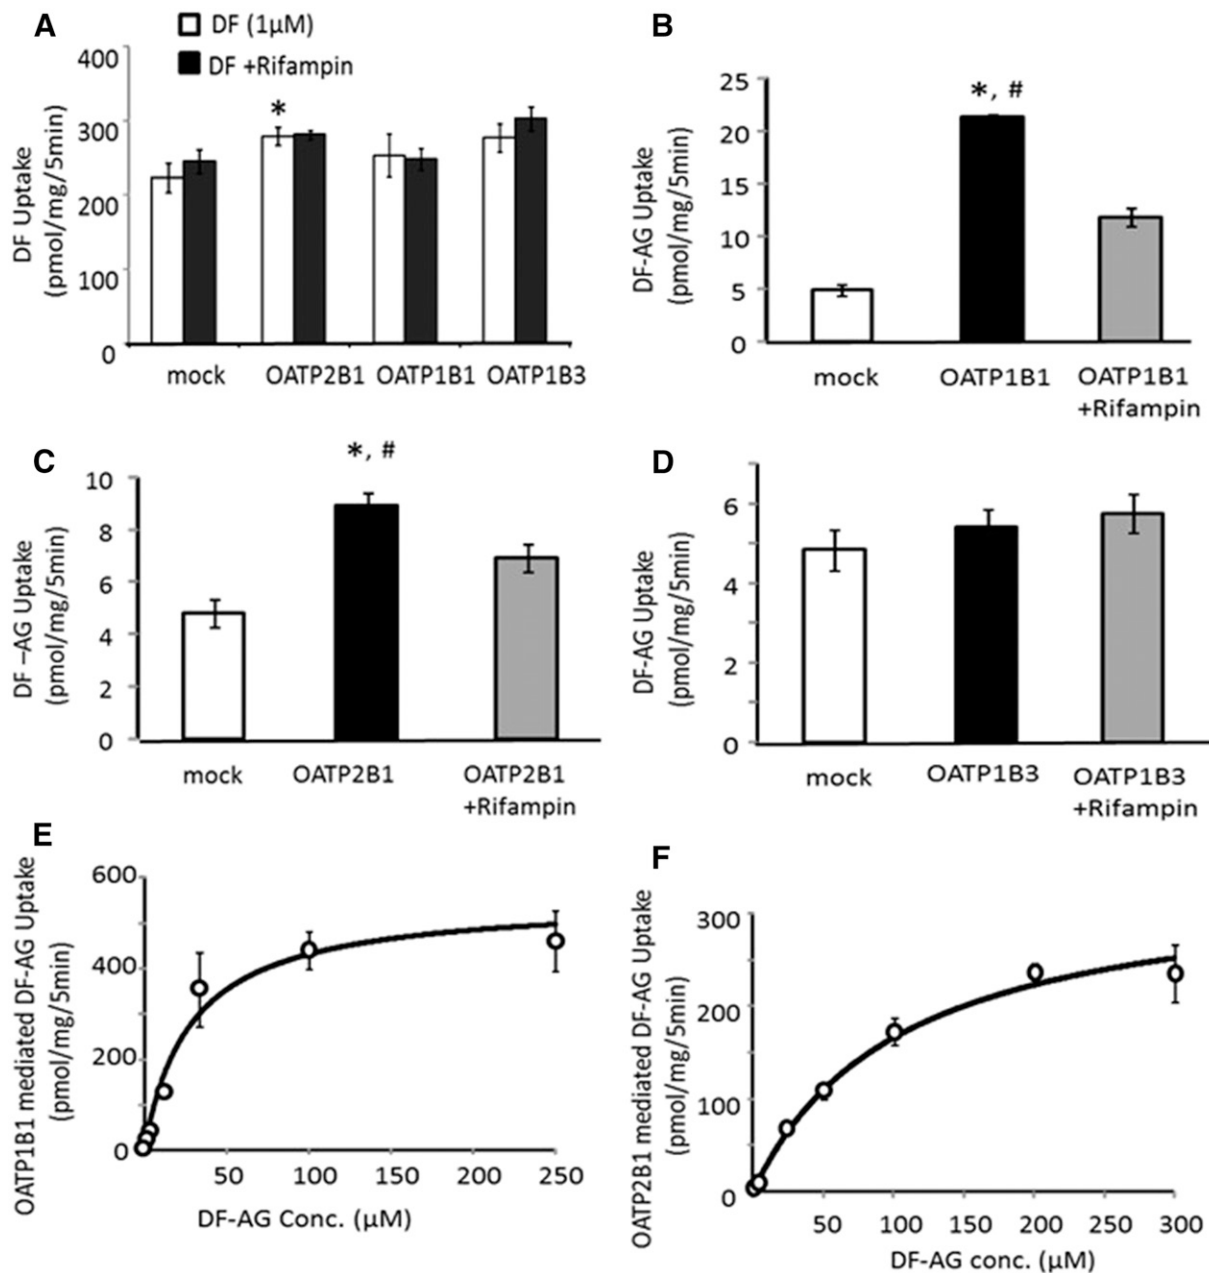 A
DF (1μM)
DF +Rifampin
DF Uptake
(pmol/mg/5min)
400
300
200
100
0
*
mock
OATP2B1
OATP1B1
OATP1B3
B
DF-AG Uptake
(pmol/mg/5min)
25
20
15
10
5
0
*, #
mock
OATP1B1
OATP1B1
+Rifampin
C
DF –AG Uptake
(pmol/mg/5min)
10
8
6
4
2
0
*, #
mock
OATP2B1
OATP2B1
+Rifampin
D
DF-AG Uptake
(pmol/mg/5min)
6
4
2
0
mock
OATP1B3
OATP1B3
+Rifampin
E
OATP1B1 mediated DF-AG Uptake
(pmol/mg/5min)
600
400
200
0
50
100
150
200
250
DF-AG Conc. (μM)
F
OATP2B1 mediated DF-AG Uptake
(pmol/mg/5min)
300
200
100
0
50
100
150
200
250
300
DF-AG conc. (μM)